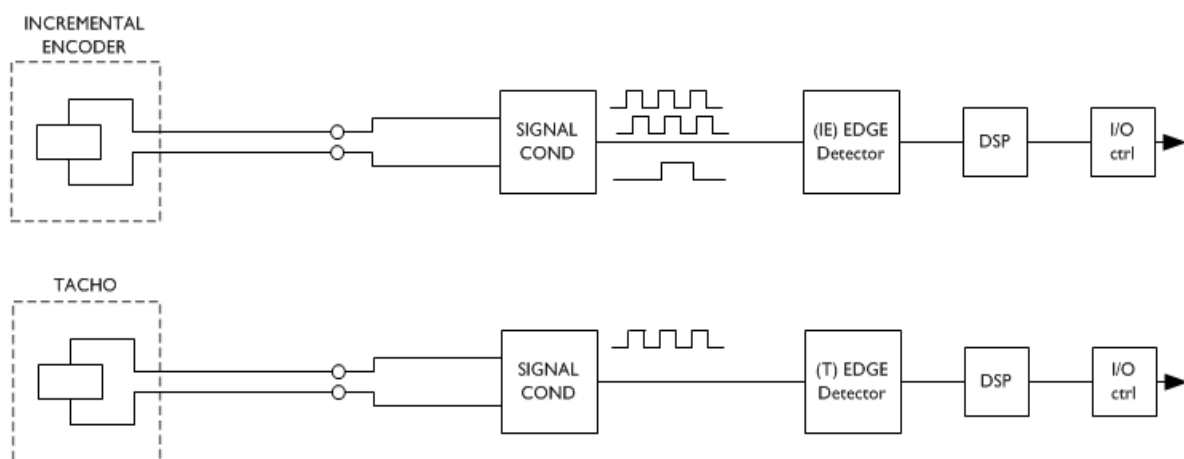 INCREMENTAL
ENCODER
SIGNAL
COND
(IE) EDGE
Detector
DSP
I/O
ctrl
TACHO
SIGNAL
COND
(T) EDGE
Detector
DSP
I/O
ctrl